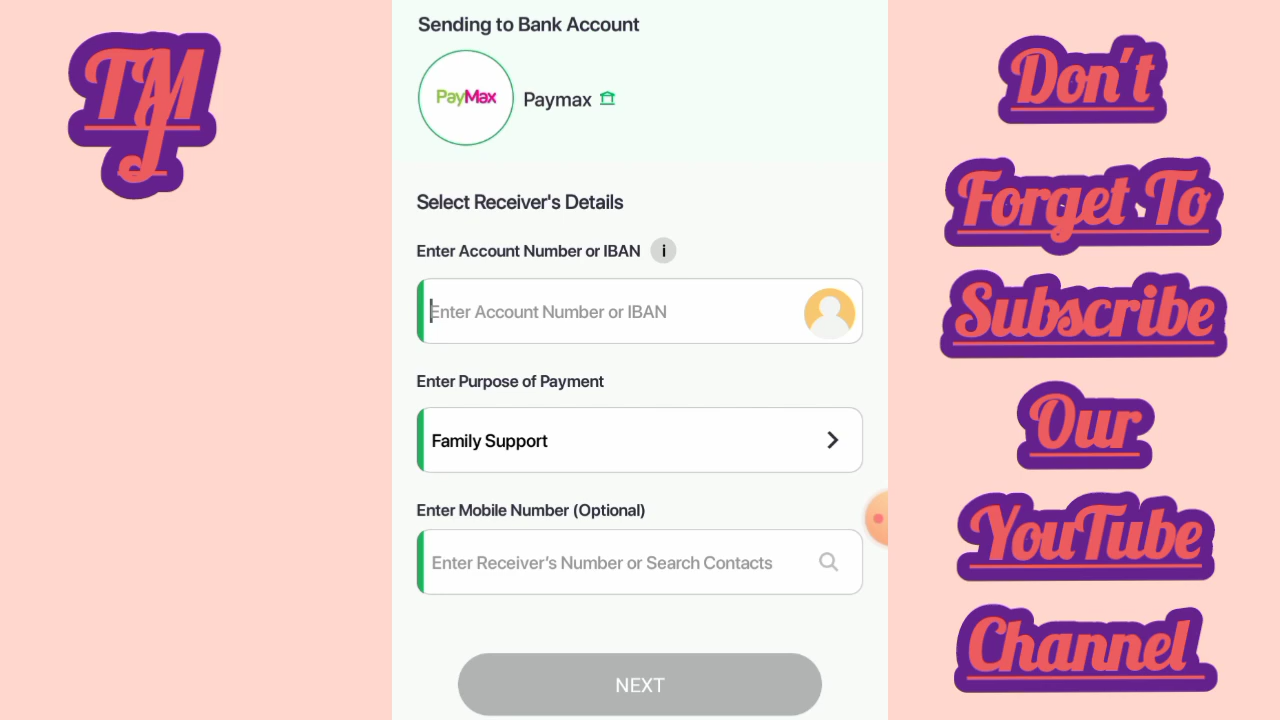 TMJ
Sending to Bank Account
PayMax
Paymax
Select Receiver's Details
Enter Account Number or IBAN i
Enter Account Number or IBAN
Enter Purpose of Payment
Family Support
Enter Mobile Number (Optional)
Enter Receiver's Number or Search Contacts
NEXT
Don't
Forget To
Subscribe
Our
YouTube
Channel